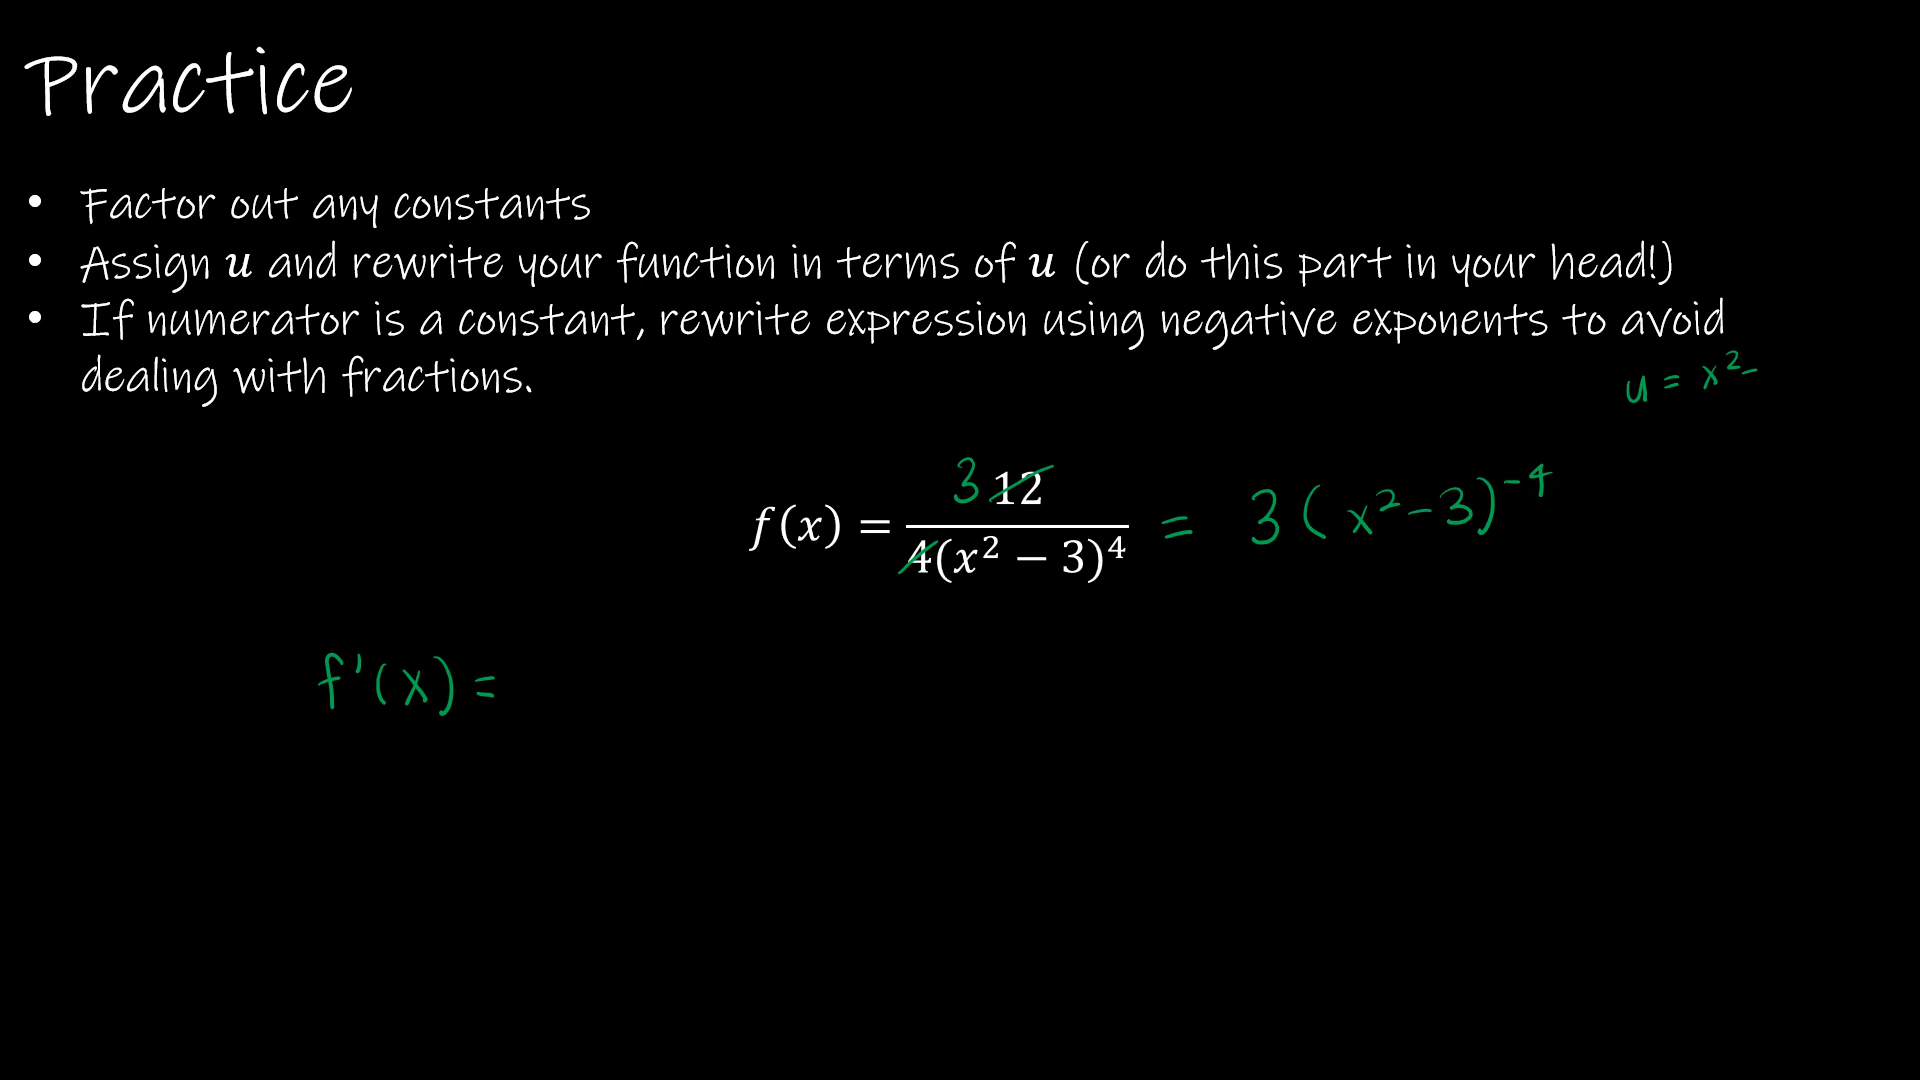 Practice
• Factor out any constants
• Assign u and rewrite your function in terms of u (or do this part in your head!)
• If numerator is a constant, rewrite expression using negative exponents to avoid
dealing with fractions.
u = x²-
f(x) = 3 12 / 4(x² − 3)⁴ = 3(x²-3)⁻⁴
f'(x) =